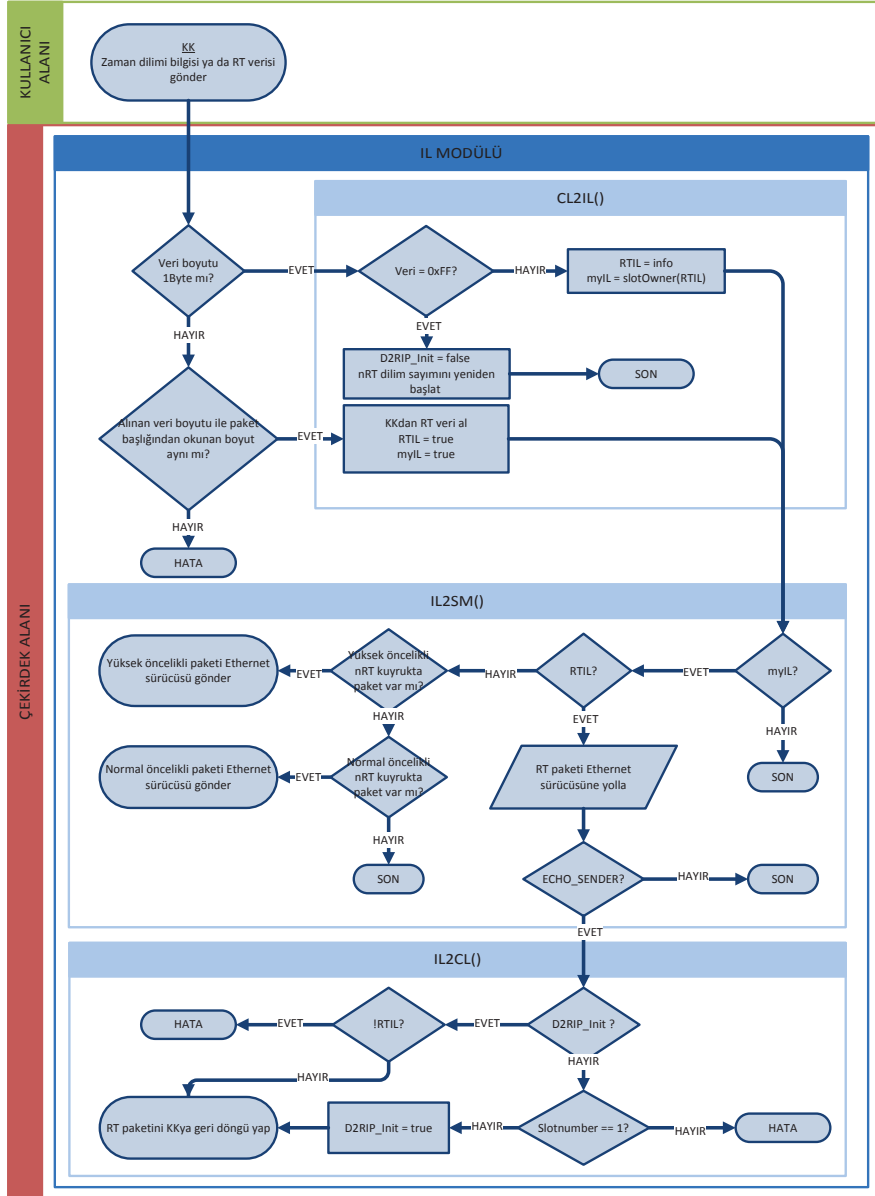 KULLANICI
ALANI
KK
Zaman dilimi bilgisi ya da RT verisi
gönder
ÇEKİRDEK ALANI
IL MODÜLÜ
CL2IL()
Veri boyutu
1Byte mı?
EVET
Veri = 0xFF?
HAYIR
RTIL = info
myIL = slotOwner(RTIL)
HAYIR
EVET
D2RIP_Init = false
nRT dilim sayımını yeniden
başlat
SON
Alınan veri boyutu ile paket
başlığından okunan boyut
aynı mı?
EVET
KKdan RT veri al
RTIL = true
myIL = true
HAYIR
HATA
IL2SM()
Yüksek öncelikli paketi Ethernet
sürücüsü gönder
EVET
Yüksek öncelikli
nRT kuyrukta
paket var mı?
HAYIR
RTIL?
EVET
myIL?
HAYIR
EVET
HAYIR
Normal öncelikli paketi Ethernet
sürücüsü gönder
EVET
Normal öncelikli
nRT kuyrukta
paket var mı?
RT paketi Ethernet
sürücüsüne yolla
SON
HAYIR
SON
ECHO_SENDER?
HAYIR
SON
EVET
IL2CL()
HATA
EVET
!RTIL?
EVET
D2RIP_Init ?
HAYIR
HAYIR
RT paketini KKya geri döngü yap
D2RIP_Init = true
HAYIR
Slotnumber == 1?
HAYIR
HATA